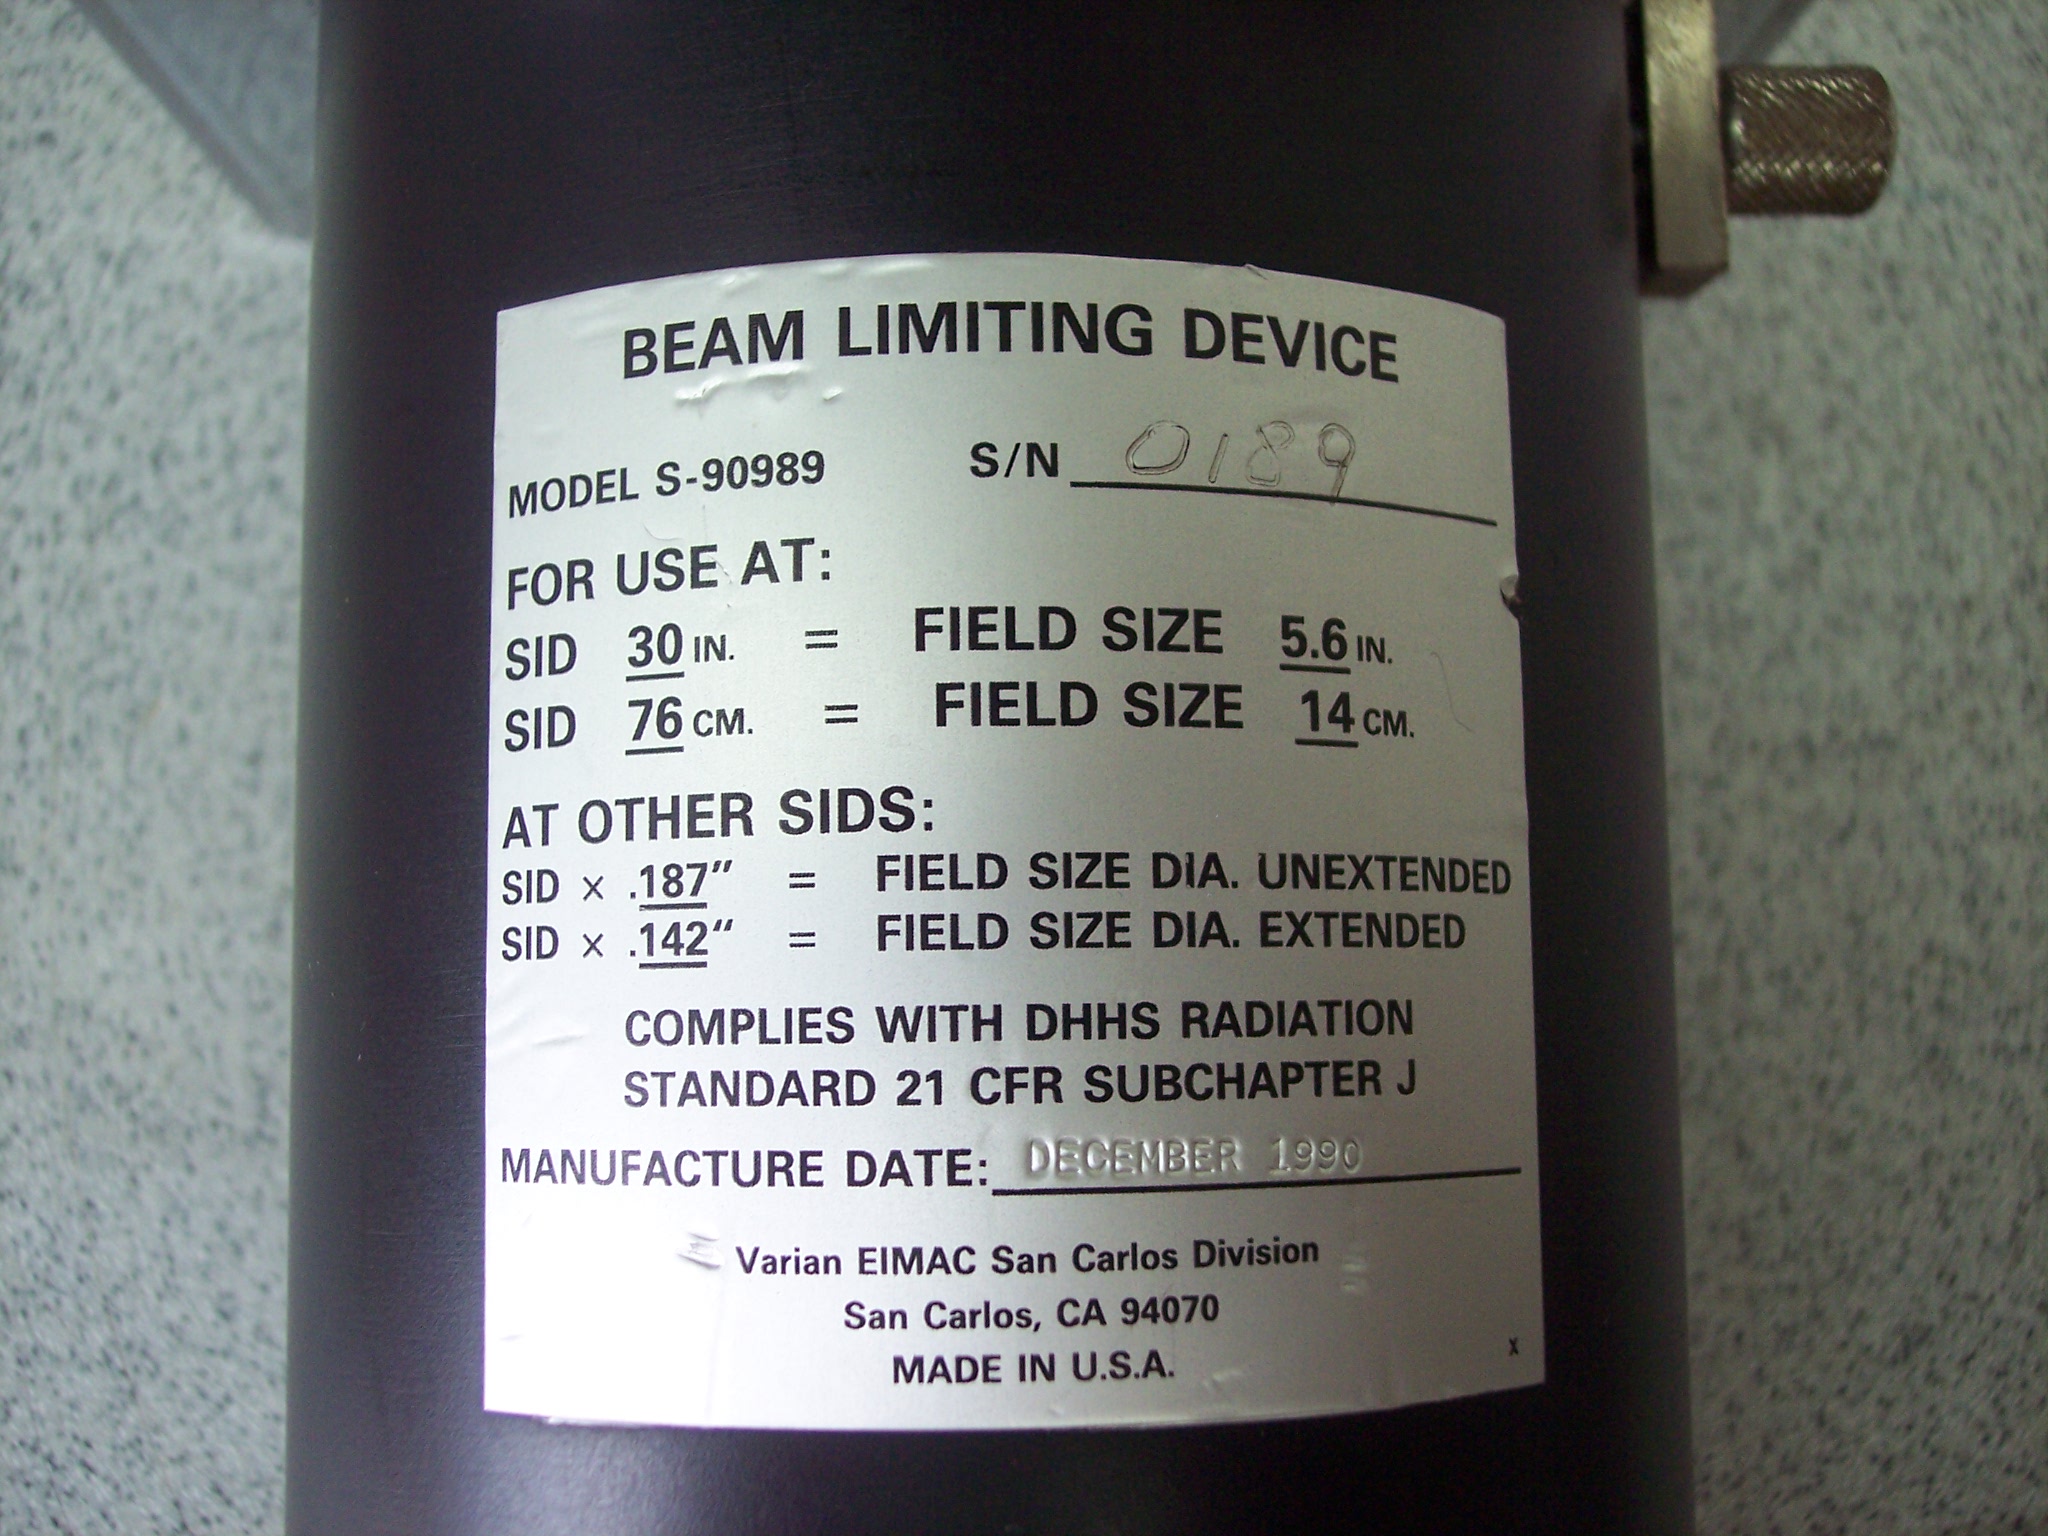 BEAM LIMITING DEVICE
MODEL S-90989 S/N 0189
FOR USE AT:
SID 30 IN. = FIELD SIZE 5.6 IN.
SID 76 CM. = FIELD SIZE 14 CM.
AT OTHER SIDS:
SID × .187" = FIELD SIZE DIA. UNEXTENDED
SID × .142" = FIELD SIZE DIA. EXTENDED
COMPLIES WITH DHHS RADIATION
STANDARD 21 CFR SUBCHAPTER J
MANUFACTURE DATE: DECEMBER 1990
Varian EIMAC San Carlos Division
San Carlos, CA 94070
MADE IN U.S.A.
X